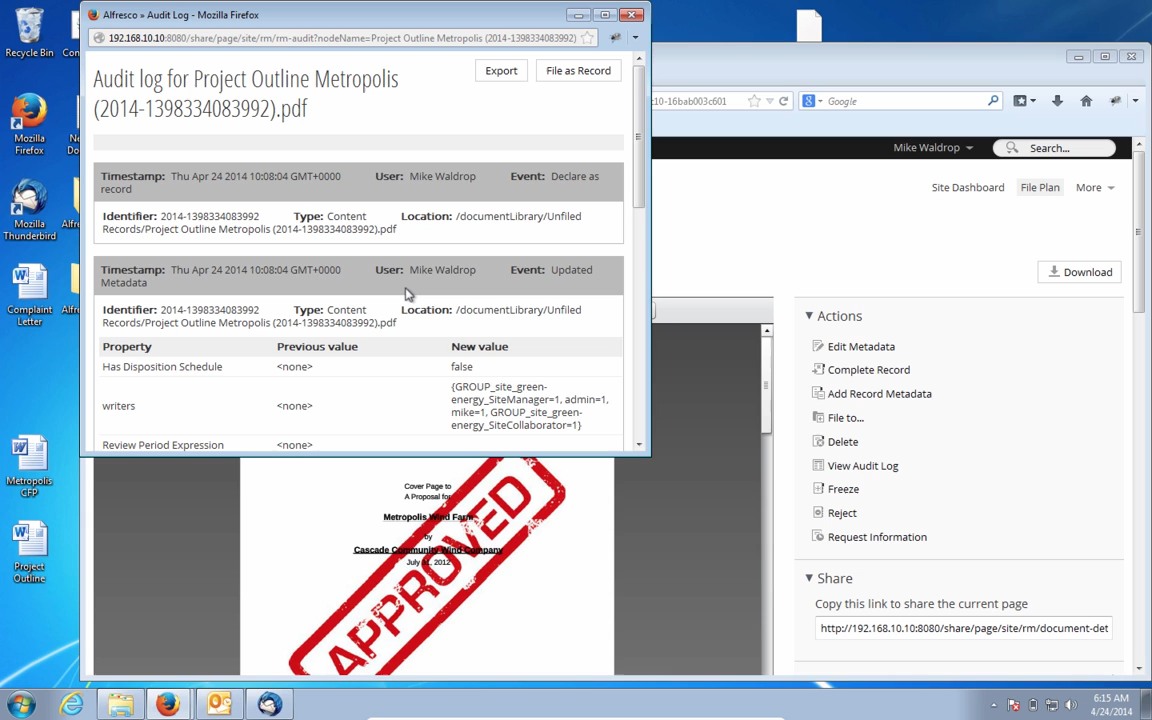 Alfresco » Audit Log - Mozilla Firefox
192.168.10.10:8080/share/page/site/rm/rm-audit?nodeName=Project Outline Metropolis (2014-1398334083992)
Audit log for Project Outline Metropolis
(2014-1398334083992).pdf
Export
File as Record
Timestamp: Thu Apr 24 2014 10:08:04 GMT+0000 User: Mike Waldrop Event: Declare as
record
Identifier: 2014-1398334083992 Type: Content Location: /documentLibrary/Unfiled
Records/Project Outline Metropolis (2014-1398334083992).pdf
Timestamp: Thu Apr 24 2014 10:08:04 GMT+0000 User: Mike Waldrop Event: Updated
Metadata
Identifier: 2014-1398334083992 Type: Content Location: /documentLibrary/Unfiled
Records/Project Outline Metropolis (2014-1398334083992).pdf
Property Previous value New value
Has Disposition Schedule <none> false
writers <none> {GROUP_site_green-
energy_SiteManager=1, admin=1,
mike=1, GROUP_site_green-
energy_SiteCollaborator=1}
Review Period Expression <none>
Recycle Bin
Mozilla
Firefox
Mozilla
Thunderbird
Complaint
Letter
Metropolis
CFP
Project
Outline
Con
Ne
Do
Alfre
Alfre
c10-16bab003c601
Google
Mike Waldrop
Search...
Site Dashboard
File Plan
More
Download
Actions
Edit Metadata
Complete Record
Add Record Metadata
File to...
Delete
View Audit Log
Freeze
Reject
Request Information
Share
Copy this link to share the current page
http://192.168.10.10:8080/share/page/site/rm/document-det
Cover Page to
A Proposal for
Metropolis Wind Farm
by
Cascade Community Wind Company
July 31, 2012
APPROVED
6:15 AM
4/24/2014